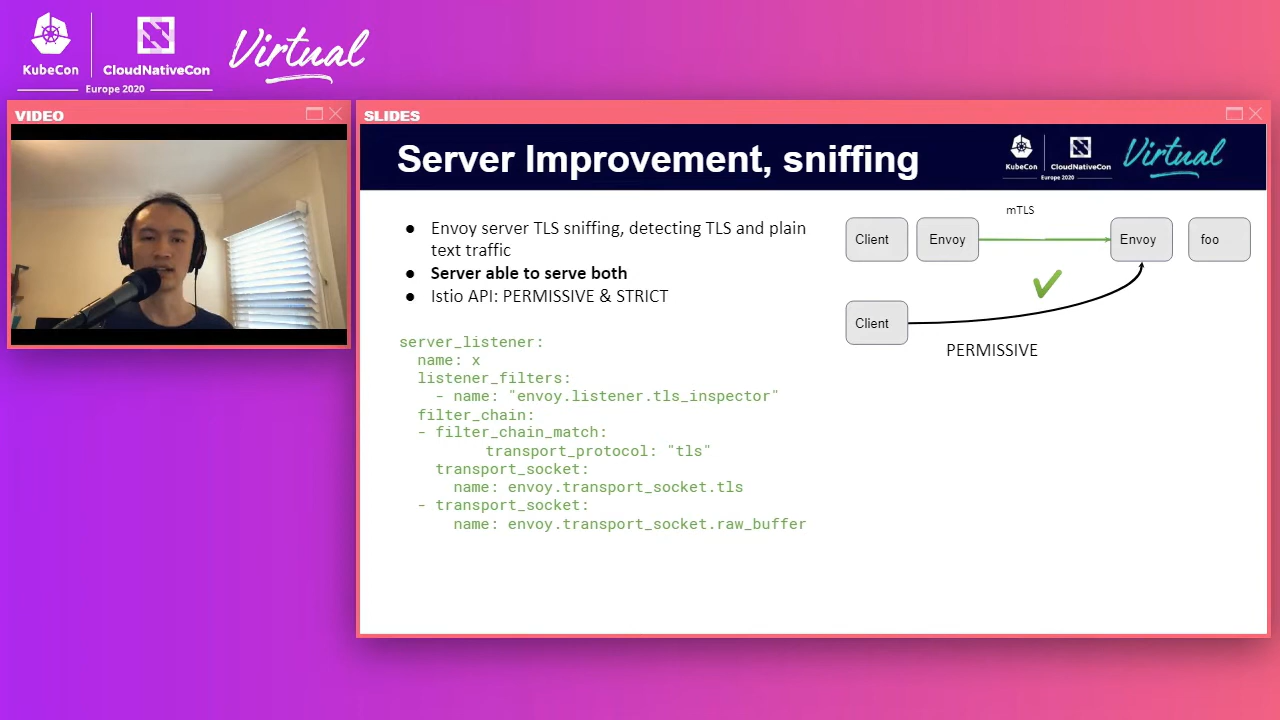 KubeCon
CloudNativeCon
Virtual
Europe 2020
VIDEO
SLIDES
Server Improvement, sniffing
KubeCon
CloudNativeCon
Virtual
Europe 2020
● Envoy server TLS sniffing, detecting TLS and plain
text traffic
● Server able to serve both
● Istio API: PERMISSIVE & STRICT
server_listener:
name: x
listener_filters:
- name: "envoy.listener.tls_inspector"
filter_chain:
- filter_chain_match:
transport_protocol: "tls"
transport_socket:
name: envoy.transport_socket.tls
- transport_socket:
name: envoy.transport_socket.raw_buffer
mTLS
Client
Envoy
Envoy
foo
Client
PERMISSIVE